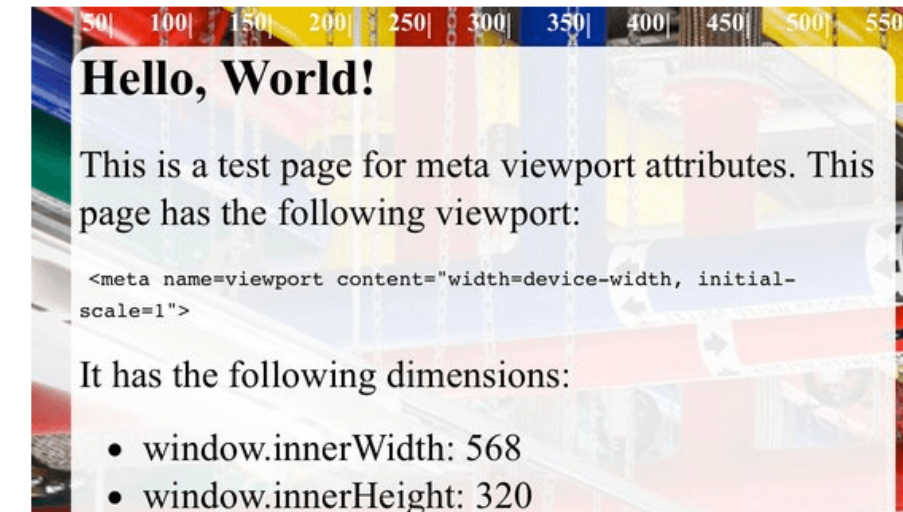 50| 100| 150| 200| 250| 300| 350| 400| 450| 500| 550
Hello, World!
This is a test page for meta viewport attributes. This
page has the following viewport:
<meta name=viewport content="width=device-width, initial-
scale=1">
It has the following dimensions:
• window.innerWidth: 568
• window.innerHeight: 320